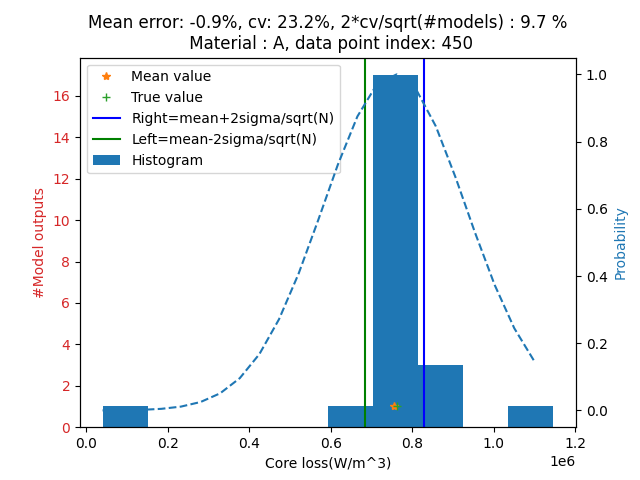 Mean error: -0.9%, cv: 23.2%, 2*cv/sqrt(#models) : 9.7 %
Material : A, data point index: 450
Mean value
True value
Right=mean+2sigma/sqrt(N)
Left=mean-2sigma/sqrt(N)
Histogram
#Model outputs
16
14
12
10
8
6
4
2
0
1.0
0.8
0.6
0.4
0.2
0.0
Probability
0.0 0.2 0.4 0.6 0.8 1.0 1.2
1e6
Core loss(W/m^3)